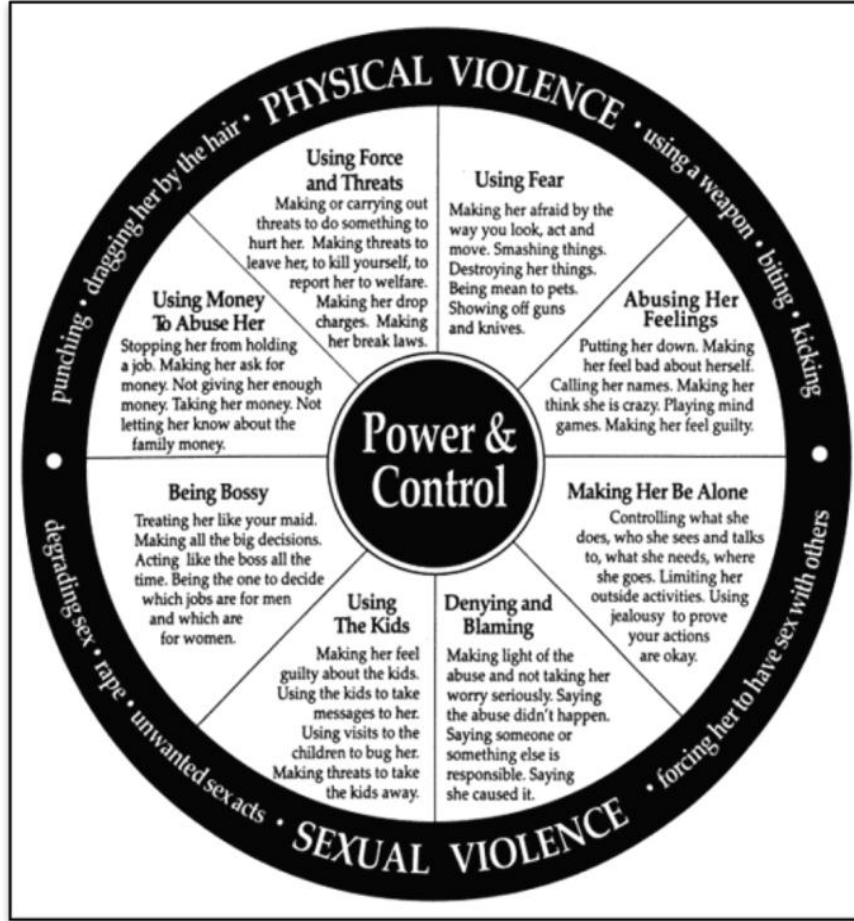 PHYSICAL VIOLENCE
punching • dragging her by the hair •
• using a weapon • biting • kicking
Using Force
and Threats
Making or carrying out
threats to do something to
hurt her. Making threats to
leave her, to kill yourself, to
report her to welfare.
Making her drop
charges. Making
her break laws.
Using Fear
Making her afraid by the
way you look, act and
move. Smashing things.
Destroying her things.
Being mean to pets.
Showing off guns
and knives.
Abusing Her
Feelings
Putting her down. Making
her feel bad about herself.
Calling her names. Making her
think she is crazy. Playing mind
games. Making her feel guilty.
Making Her Be Alone
Controlling what she
does, who she sees and talks
to, what she needs, where
she goes. Limiting her
outside activities. Using
jealousy to prove
your actions
are okay.
Denying and
Blaming
Making light of the
abuse and not taking her
worry seriously. Saying
the abuse didn't happen.
Saying someone or
something else is
responsible. Saying
she caused it.
Using
The Kids
Making her feel
guilty about the kids.
Using the kids to take
messages to her.
Using visits to the
children to bug her.
Making threats to take
the kids away.
Being Bossy
Treating her like your maid.
Making all the big decisions.
Acting like the boss all the
time. Being the one to decide
which jobs are for men
and which are
for women.
Using Money
To Abuse Her
Stopping her from holding
a job. Making her ask for
money. Not giving her enough
money. Taking her money. Not
letting her know about the
family money.
Power &
Control
degrading sex • rape • unwanted sex acts •
SEXUAL VIOLENCE
• forcing her to have sex with others